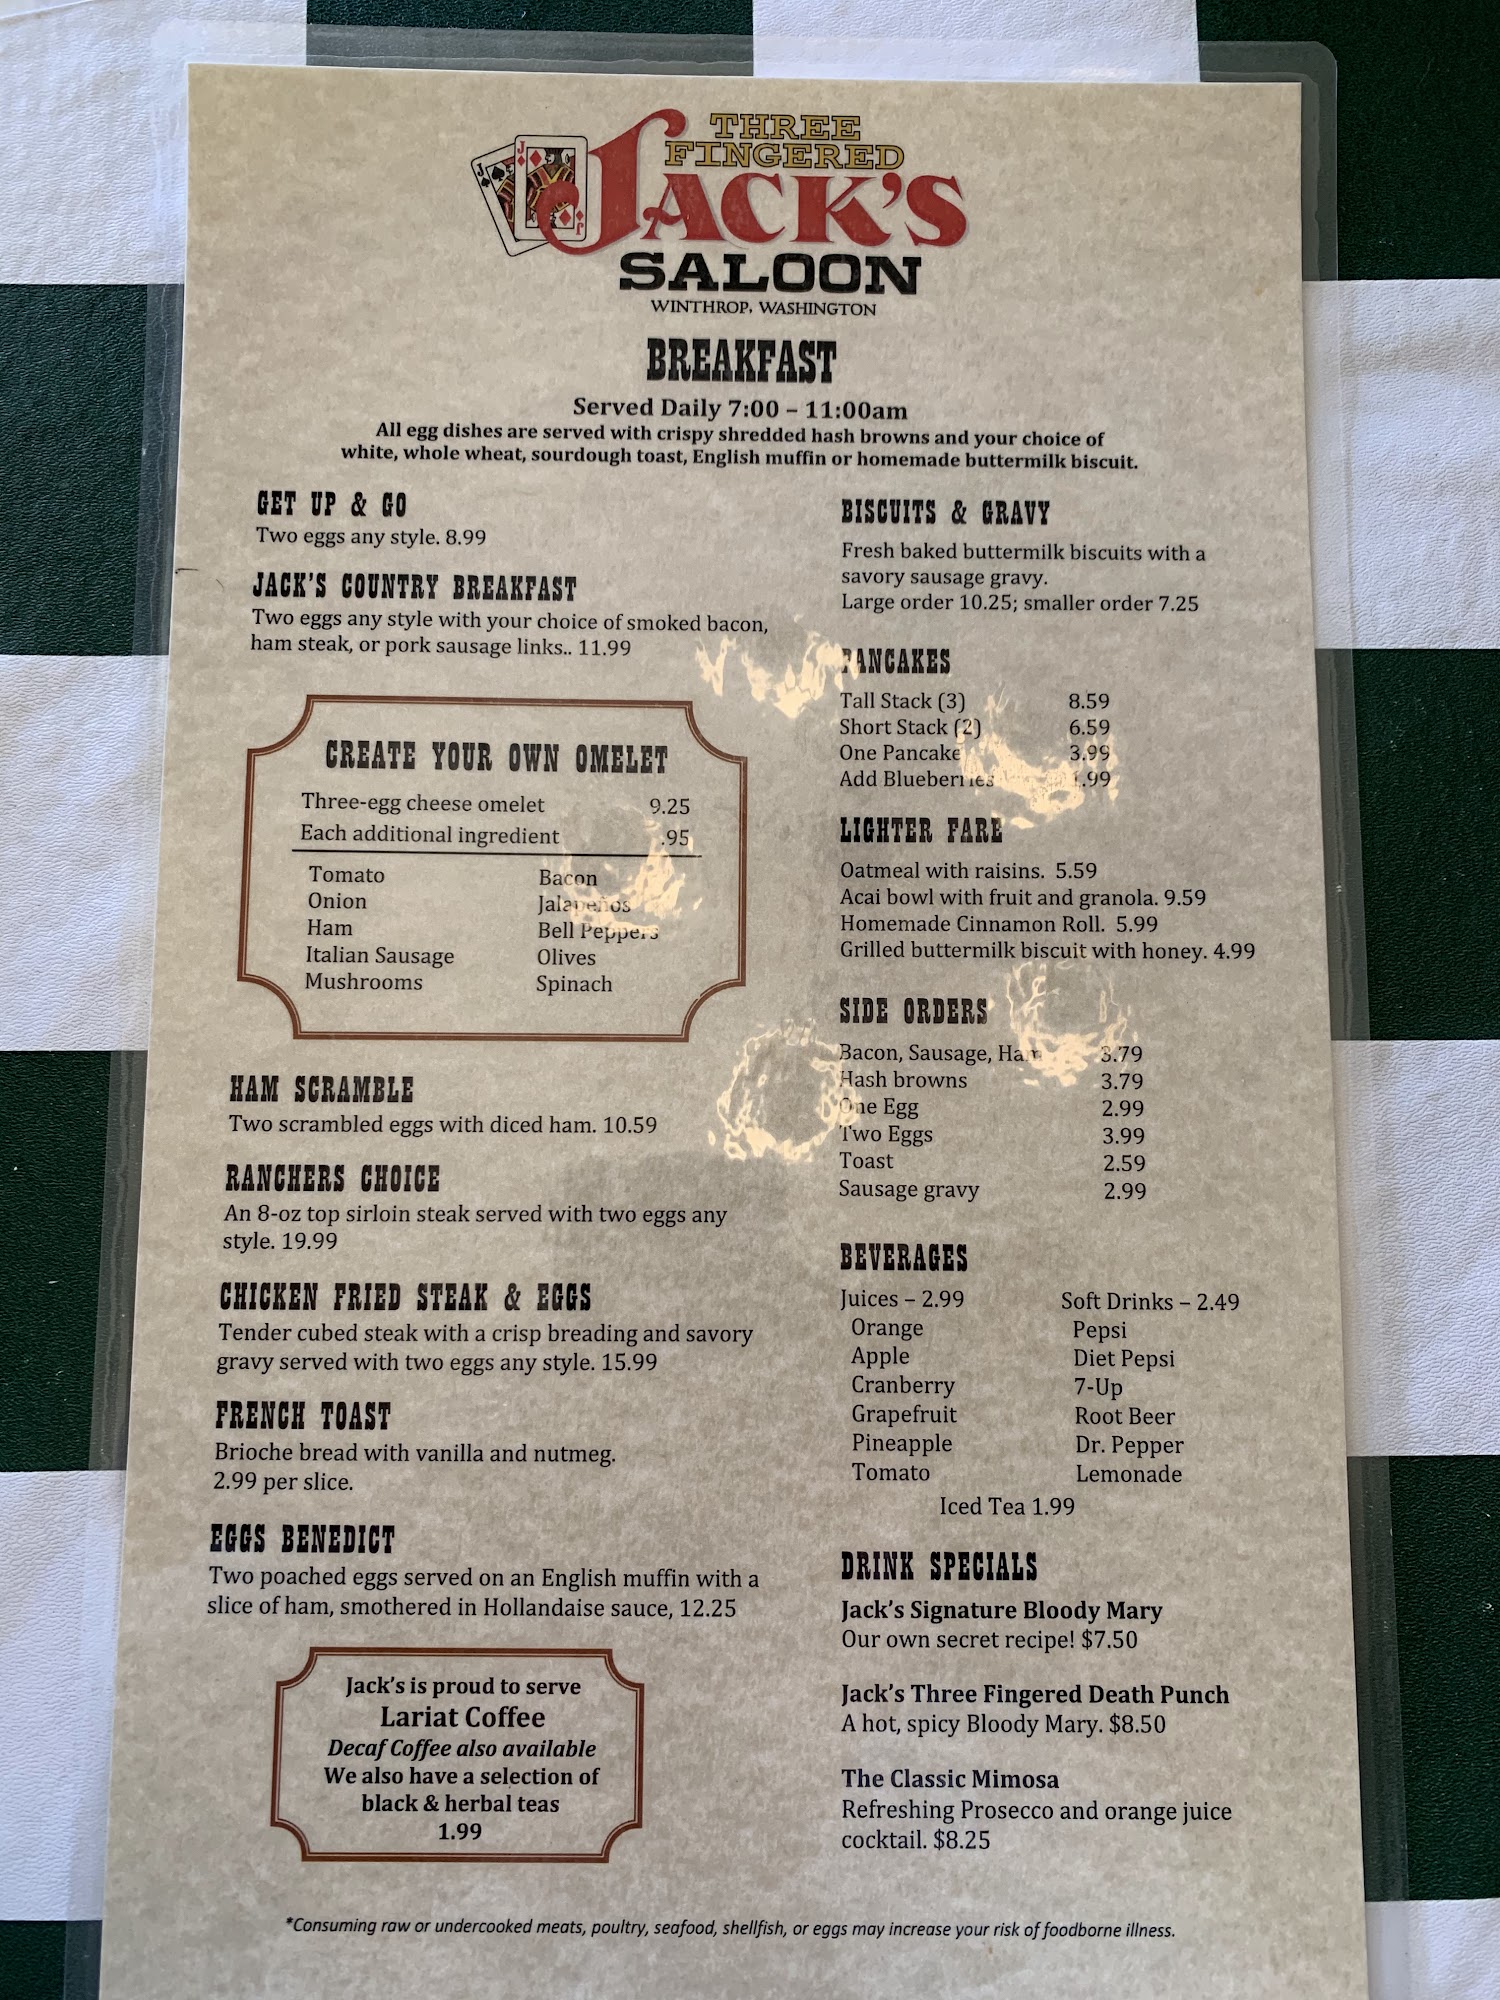 THREE
FINGERED
JACK'S
SALOON
WINTHROP, WASHINGTON
BREAKFAST
Served Daily 7:00 – 11:00am
All egg dishes are served with crispy shredded hash browns and your choice of
white, whole wheat, sourdough toast, English muffin or homemade buttermilk biscuit.
GET UP & GO
Two eggs any style. 8.99
JACK'S COUNTRY BREAKFAST
Two eggs any style with your choice of smoked bacon,
ham steak, or pork sausage links.. 11.99
CREATE YOUR OWN OMELET
Three-egg cheese omelet 9.25
Each additional ingredient .95
Tomato Bacon
Onion Jalapeños
Ham Bell Peppers
Italian Sausage Olives
Mushrooms Spinach
HAM SCRAMBLE
Two scrambled eggs with diced ham. 10.59
RANCHERS CHOICE
An 8-oz top sirloin steak served with two eggs any
style. 19.99
CHICKEN FRIED STEAK & EGGS
Tender cubed steak with a crisp breading and savory
gravy served with two eggs any style. 15.99
FRENCH TOAST
Brioche bread with vanilla and nutmeg.
2.99 per slice.
EGGS BENEDICT
Two poached eggs served on an English muffin with a
slice of ham, smothered in Hollandaise sauce, 12.25
Jack's is proud to serve
Lariat Coffee
Decaf Coffee also available
We also have a selection of
black & herbal teas
1.99
BISCUITS & GRAVY
Fresh baked buttermilk biscuits with a
savory sausage gravy.
Large order 10.25; smaller order 7.25
PANCAKES
Tall Stack (3) 8.59
Short Stack (2) 6.59
One Pancake 3.99
Add Blueberries 1.99
LIGHTER FARE
Oatmeal with raisins. 5.59
Acai bowl with fruit and granola. 9.59
Homemade Cinnamon Roll. 5.99
Grilled buttermilk biscuit with honey. 4.99
SIDE ORDERS
Bacon, Sausage, Ham 3.79
Hash browns 3.79
One Egg 2.99
Two Eggs 3.99
Toast 2.59
Sausage gravy 2.99
BEVERAGES
Juices – 2.99 Soft Drinks – 2.49
Orange Pepsi
Apple Diet Pepsi
Cranberry 7-Up
Grapefruit Root Beer
Pineapple Dr. Pepper
Tomato Lemonade
Iced Tea 1.99
DRINK SPECIALS
Jack's Signature Bloody Mary
Our own secret recipe! $7.50
Jack's Three Fingered Death Punch
A hot, spicy Bloody Mary. $8.50
The Classic Mimosa
Refreshing Prosecco and orange juice
cocktail. $8.25
*Consuming raw or undercooked meats, poultry, seafood, shellfish, or eggs may increase your risk of foodborne illness.